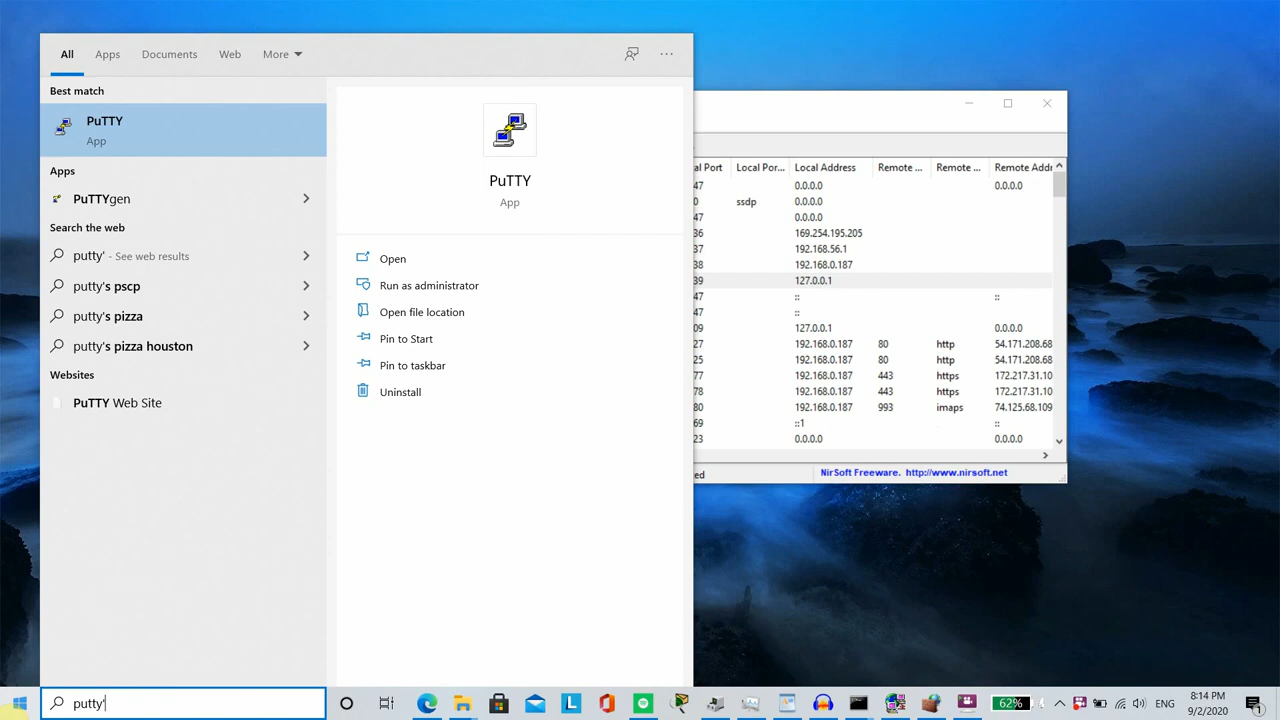 All Apps Documents Web More
Best match
PuTTY
App
Apps
PuTTYgen
Search the web
putty' - See web results
putty's pscp
putty's pizza
putty's pizza houston
Websites
PuTTY Web Site
PuTTY
App
Open
Run as administrator
Open file location
Pin to Start
Pin to taskbar
Uninstall
al Port Local Por... Local Address Remote ... Remote ... Remote Addr
47 0.0.0.0 0.0.0.0
0 ssdp 0.0.0.0
47 0.0.0.0
36 169.254.195.205
37 192.168.56.1
38 192.168.0.187
39 127.0.0.1
47 :: ::
47 ::
09 127.0.0.1 0.0.0.0
27 192.168.0.187 80 http 54.171.208.68
25 192.168.0.187 80 http 54.171.208.68
77 192.168.0.187 443 https 172.217.31.10
78 192.168.0.187 443 https 172.217.31.10
80 192.168.0.187 993 imaps 74.125.68.109
69 ::1 ::
23 0.0.0.0 0.0.0.0
ed NirSoft Freeware. http://www.nirsoft.net
putty'
62% ENG 8:14 PM
9/2/2020
1